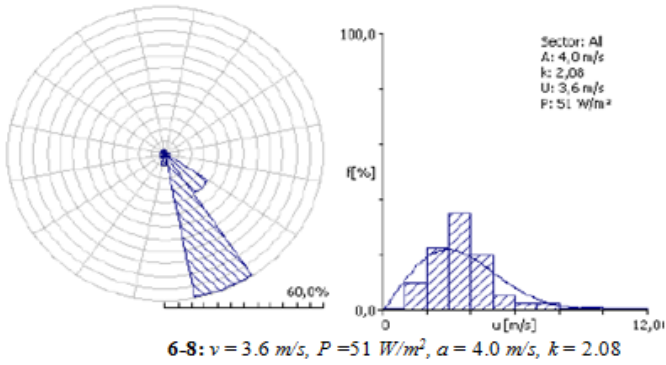 60,0%
100,0
f[%]
0,0
Sector: All
A: 4,0 m/s
k: 2,08
U: 3,6 m/s
P: 51 W/m²
0
u [m/s]
12,0
6-8: v = 3.6 m/s, P =51 W/m², a = 4.0 m/s, k = 2.08